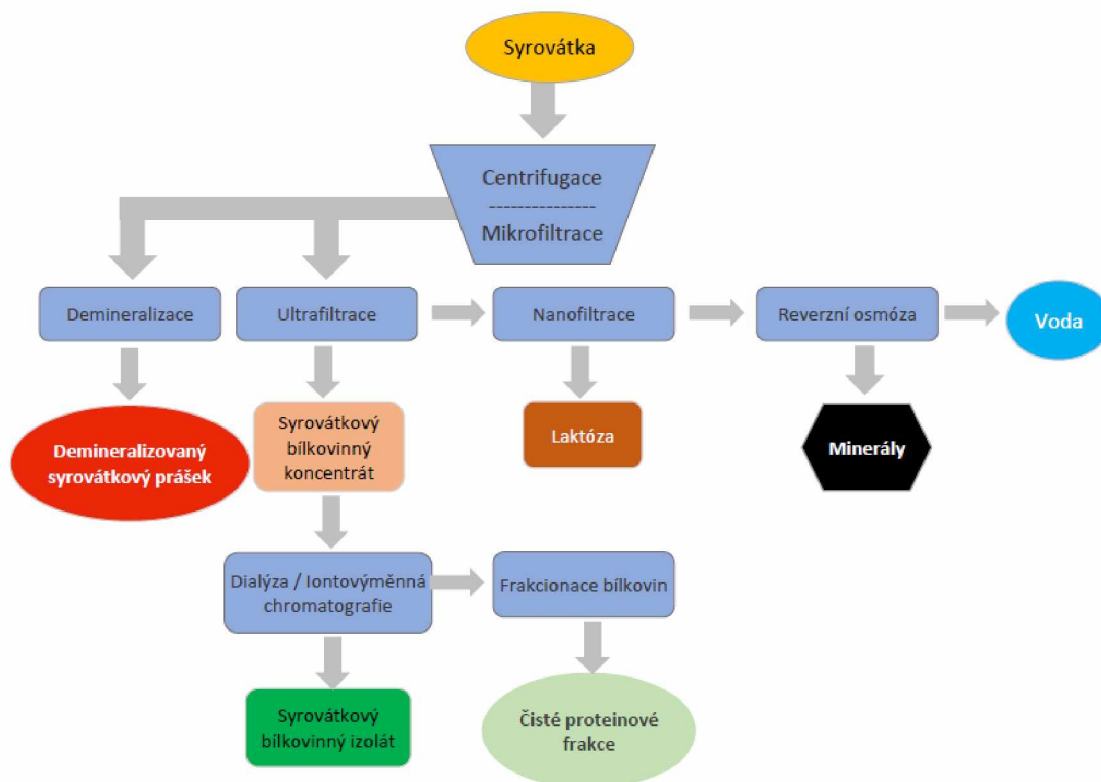 Syrovátka
Centrifugace
---------------
Mikrofiltrace
Demineralizace
Ultrafiltrace
Nanofiltrace
Reverzní osmóza
Voda
Demineralizovaný
syrovátkový prášek
Syrovátkový
bílkovinný
koncentrát
Laktóza
Minerály
Dialýza / Iontovýměnná
chromatografie
Frakcionace bílkovin
Syrovátkový
bílkovinný izolát
Čisté proteinové
frakce